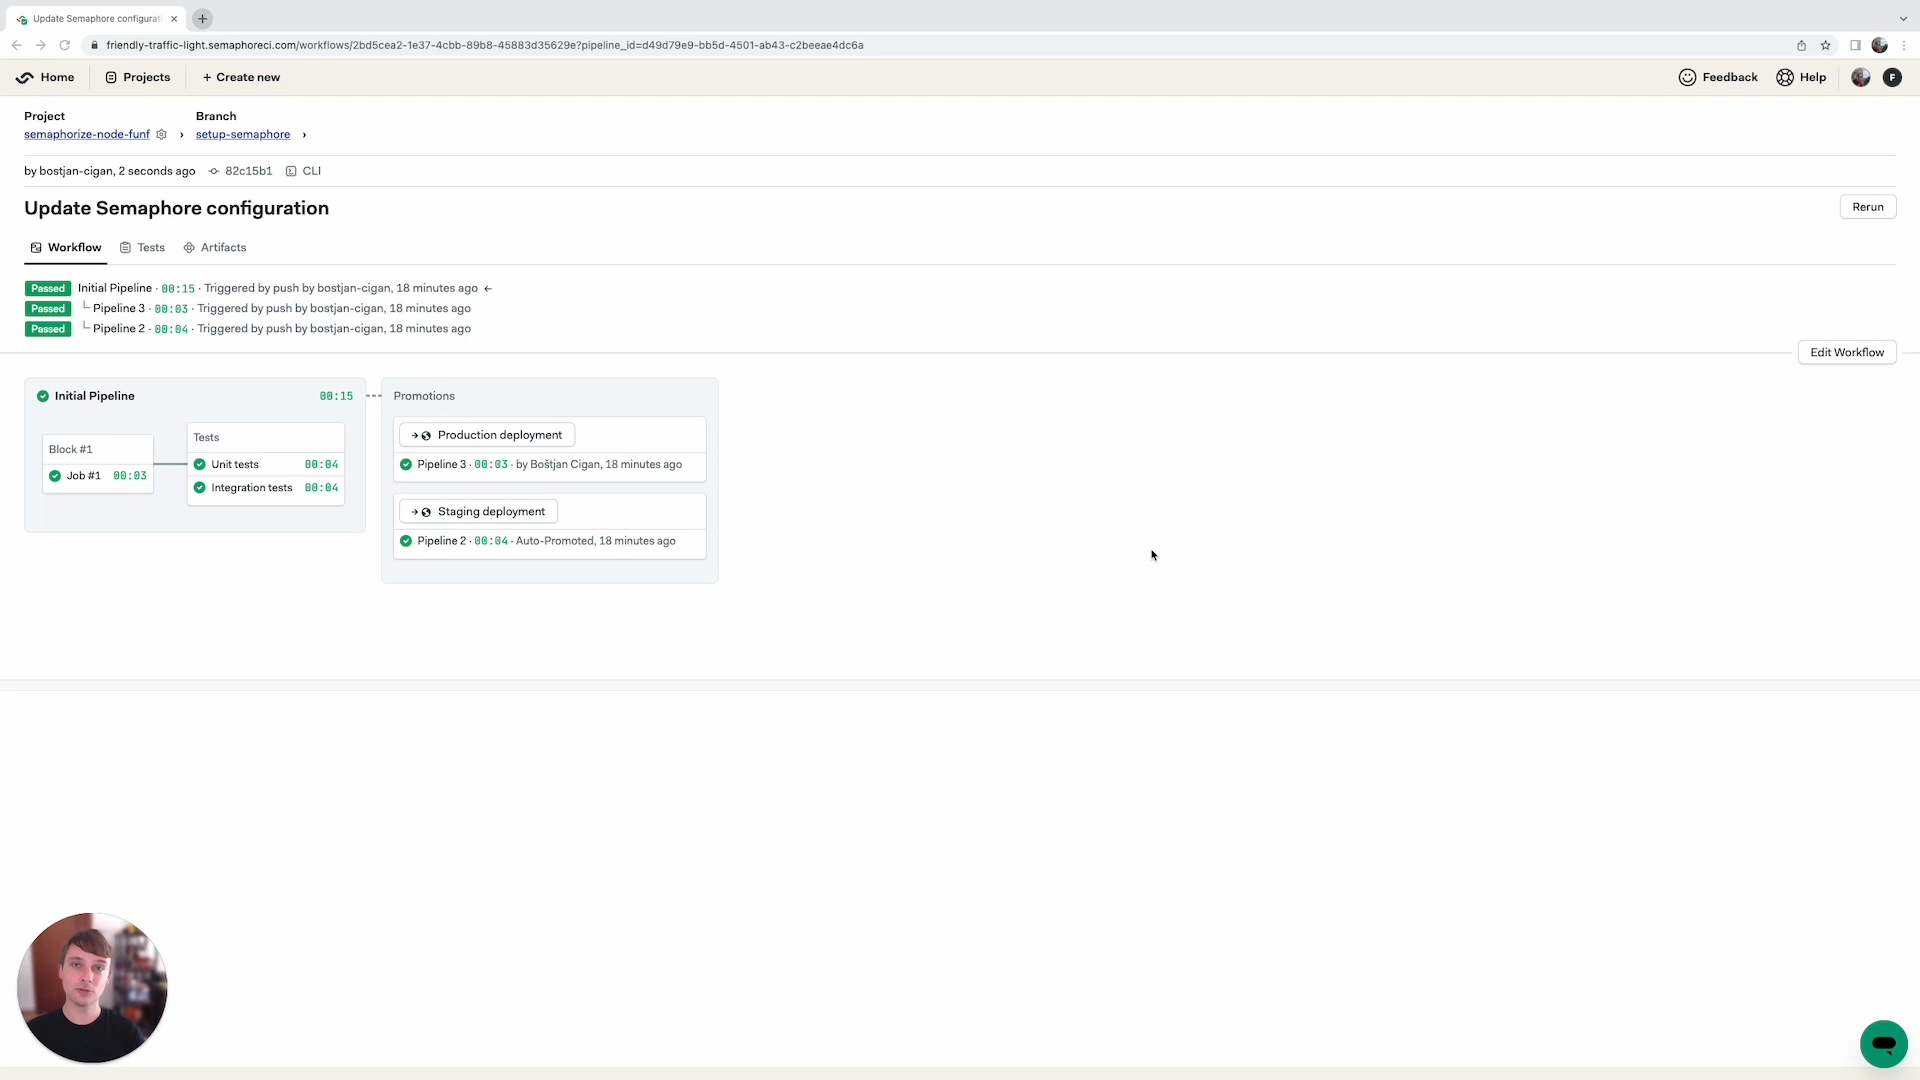 Update Semaphore configurati
friendly-traffic-light.semaphoreci.com/workflows/2bd5cea2-1e37-4cbb-89b8-45883d35629e?pipeline_id=d49d79e9-bb5d-4501-ab43-c2beeae4dc6a
Home Projects + Create new Feedback Help F
Project Branch
semaphorize-node-funf › setup-semaphore ›
by bostjan-cigan, 2 seconds ago 82c15b1 CLI
Update Semaphore configuration Rerun
Workflow Tests Artifacts
Passed Initial Pipeline · 00:15 · Triggered by push by bostjan-cigan, 18 minutes ago ←
Passed └ Pipeline 3 · 00:03 · Triggered by push by bostjan-cigan, 18 minutes ago
Passed └ Pipeline 2 · 00:04 · Triggered by push by bostjan-cigan, 18 minutes ago
Edit Workflow
Initial Pipeline 00:15
Block #1
Job #1 00:03
Tests
Unit tests 00:04
Integration tests 00:04
Promotions
Production deployment
Pipeline 3 · 00:03 · by Boštjan Cigan, 18 minutes ago
Staging deployment
Pipeline 2 · 00:04 · Auto-Promoted, 18 minutes ago